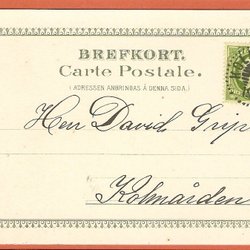 BREFKORT.
Carte Postale.
(ADRESSEN ANBRINGAS Å DENNA SIDA.)
Herr David Grip
Kolmården